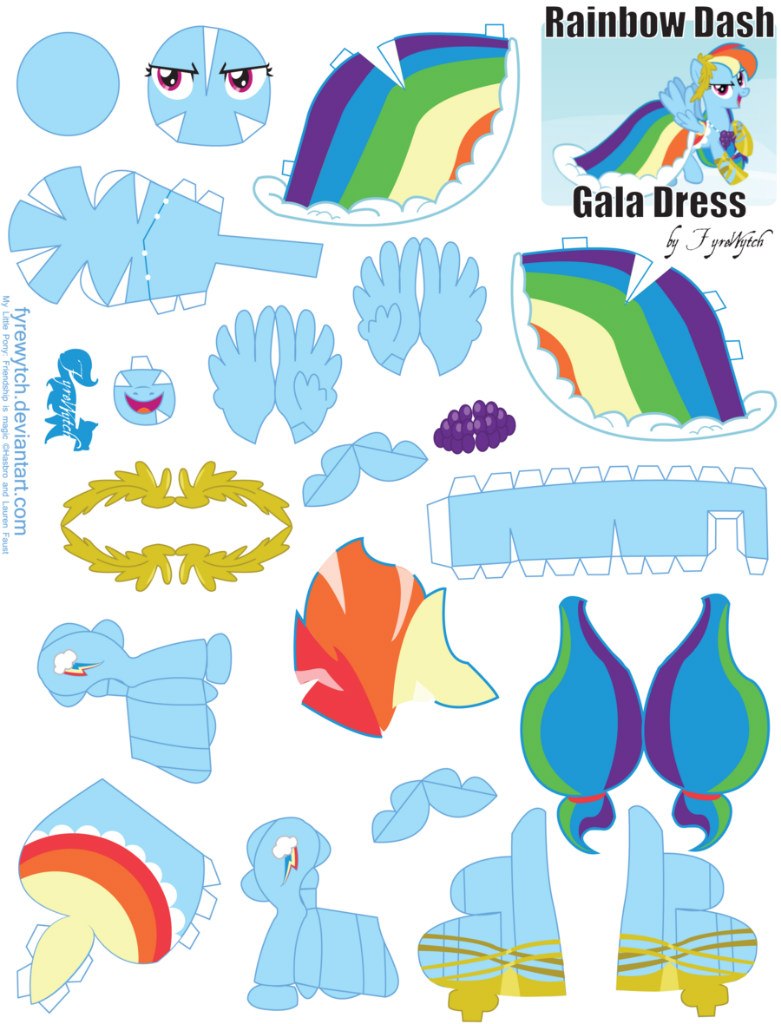 Rainbow Dash
Gala Dress
by FyreWytch
fyrewytch.deviantart.com
My Little Pony: Friendship is magic ©Hasbro and Lauren Faust
FyreWytch